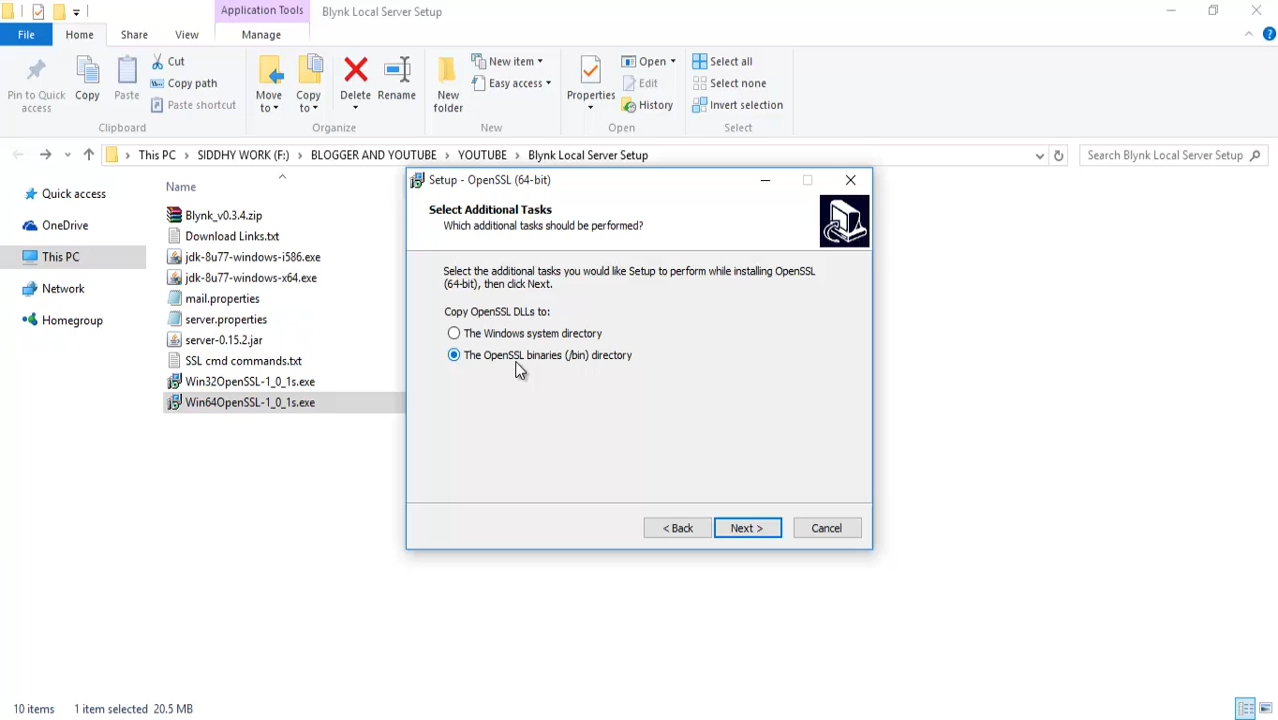 Application Tools
Blynk Local Server Setup
File
Home
Share
View
Manage
Pin to Quick access
Copy
Paste
Cut
Copy path
Paste shortcut
Clipboard
Move to
Copy to
Delete
Rename
Organize
New folder
New item
Easy access
New
Properties
Open
Edit
History
Open
Select all
Select none
Invert selection
Select
This PC > SIDDHY WORK (F:) > BLOGGER AND YOUTUBE > YOUTUBE > Blynk Local Server Setup
Search Blynk Local Server Setup
Quick access
OneDrive
This PC
Network
Homegroup
Name
Blynk_v0.3.4.zip
Download Links.txt
jdk-8u77-windows-i586.exe
jdk-8u77-windows-x64.exe
mail.properties
server.properties
server-0.15.2.jar
SSL cmd commands.txt
Win32OpenSSL-1_0_1s.exe
Win64OpenSSL-1_0_1s.exe
Setup - OpenSSL (64-bit)
Select Additional Tasks
Which additional tasks should be performed?
Select the additional tasks you would like Setup to perform while installing OpenSSL
(64-bit), then click Next.
Copy OpenSSL DLLs to:
The Windows system directory
The OpenSSL binaries (/bin) directory
< Back
Next >
Cancel
10 items
1 item selected 20.5 MB